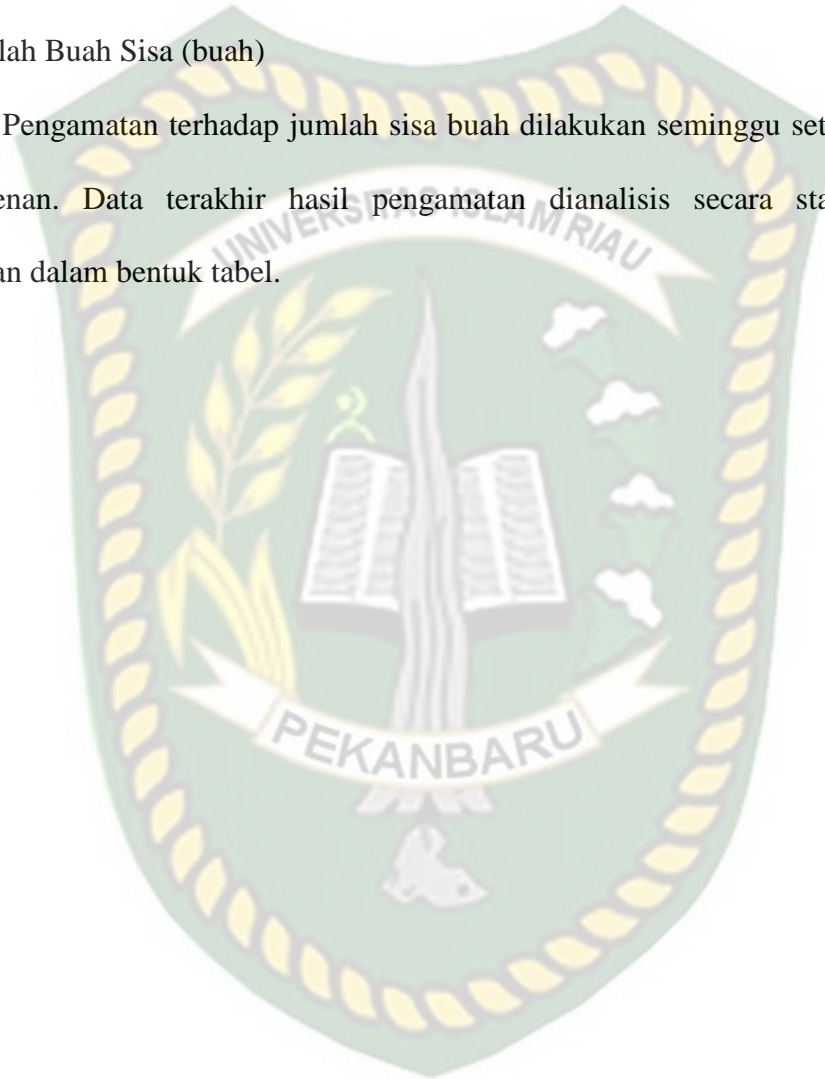 lah Buah Sisa (buah)
Pengamatan terhadap jumlah sisa buah dilakukan seminggu set
enan. Data terakhir hasil pengamatan dianalisis secara sta
an dalam bentuk tabel.
UNIVERSITAS ISLAM RIAU
PEKANBARU